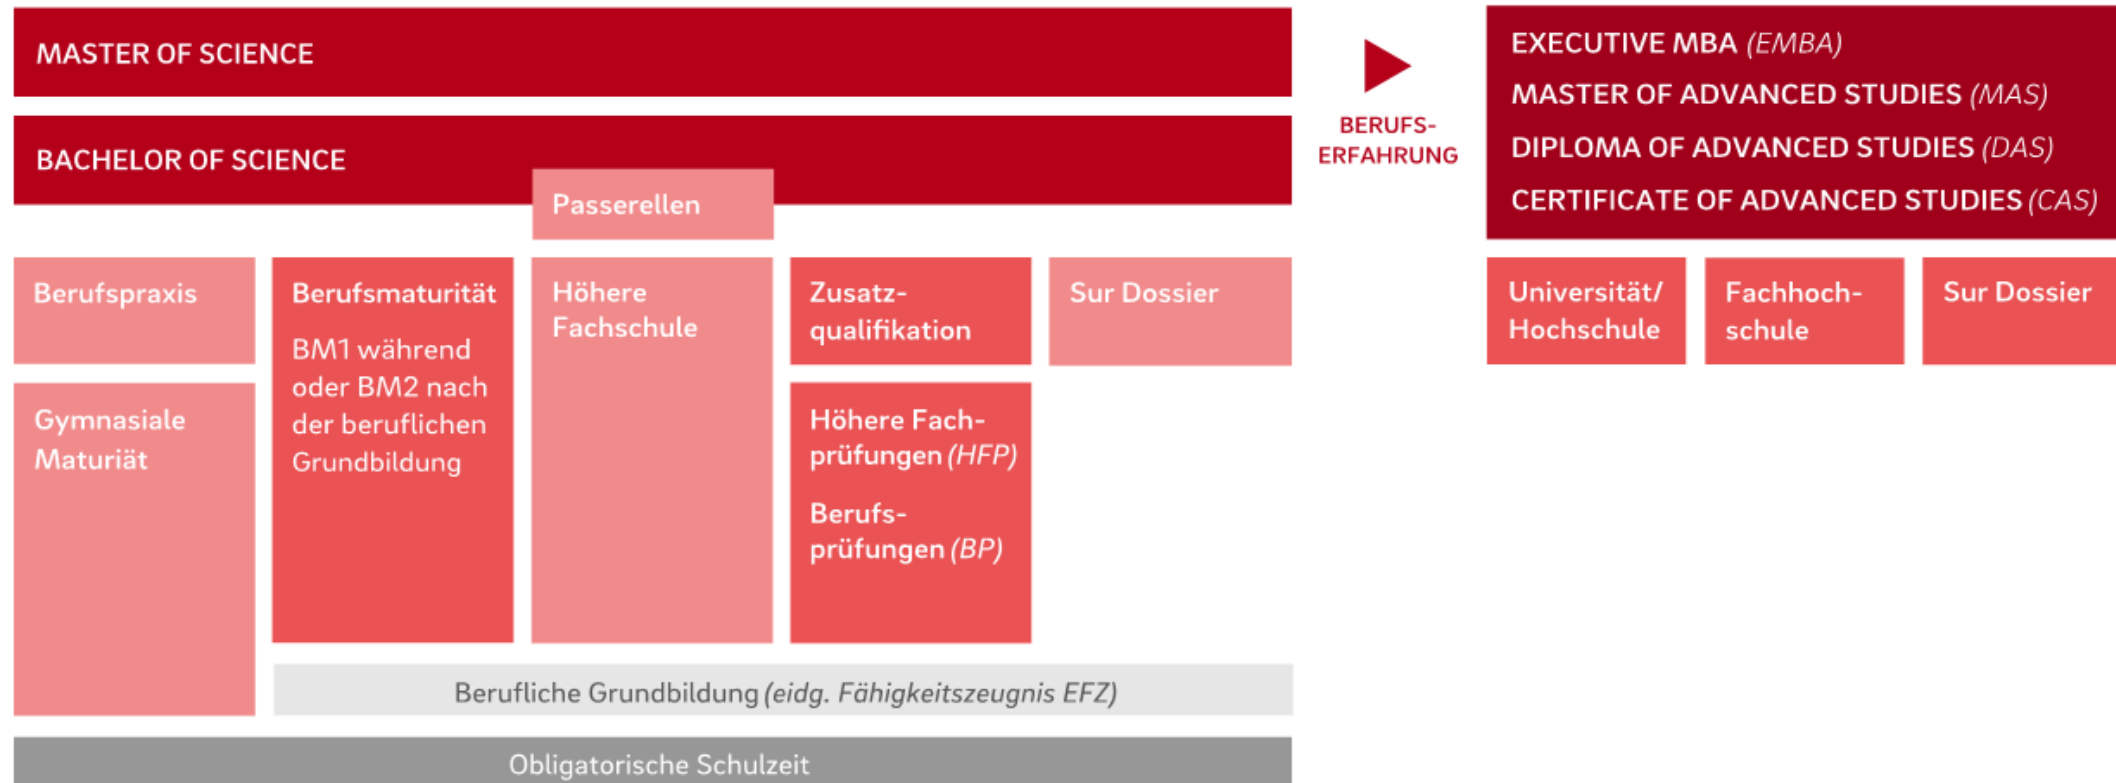 MASTER OF SCIENCE
BACHELOR OF SCIENCE
Passerellen
Berufspraxis
Gymnasiale
Maturiät
Berufsmaturität
BM1 während
oder BM2 nach
der beruflichen
Grundbildung
Höhere
Fachschule
Zusatz-
qualifikation
Höhere Fach-
prüfungen (HFP)
Berufs-
prüfungen (BP)
Sur Dossier
Berufliche Grundbildung (eidg. Fähigkeitszeugnis EFZ)
Obligatorische Schulzeit
BERUFS-
ERFAHRUNG
EXECUTIVE MBA (EMBA)
MASTER OF ADVANCED STUDIES (MAS)
DIPLOMA OF ADVANCED STUDIES (DAS)
CERTIFICATE OF ADVANCED STUDIES (CAS)
Universität/
Hochschule
Fachhoch-
schule
Sur Dossier